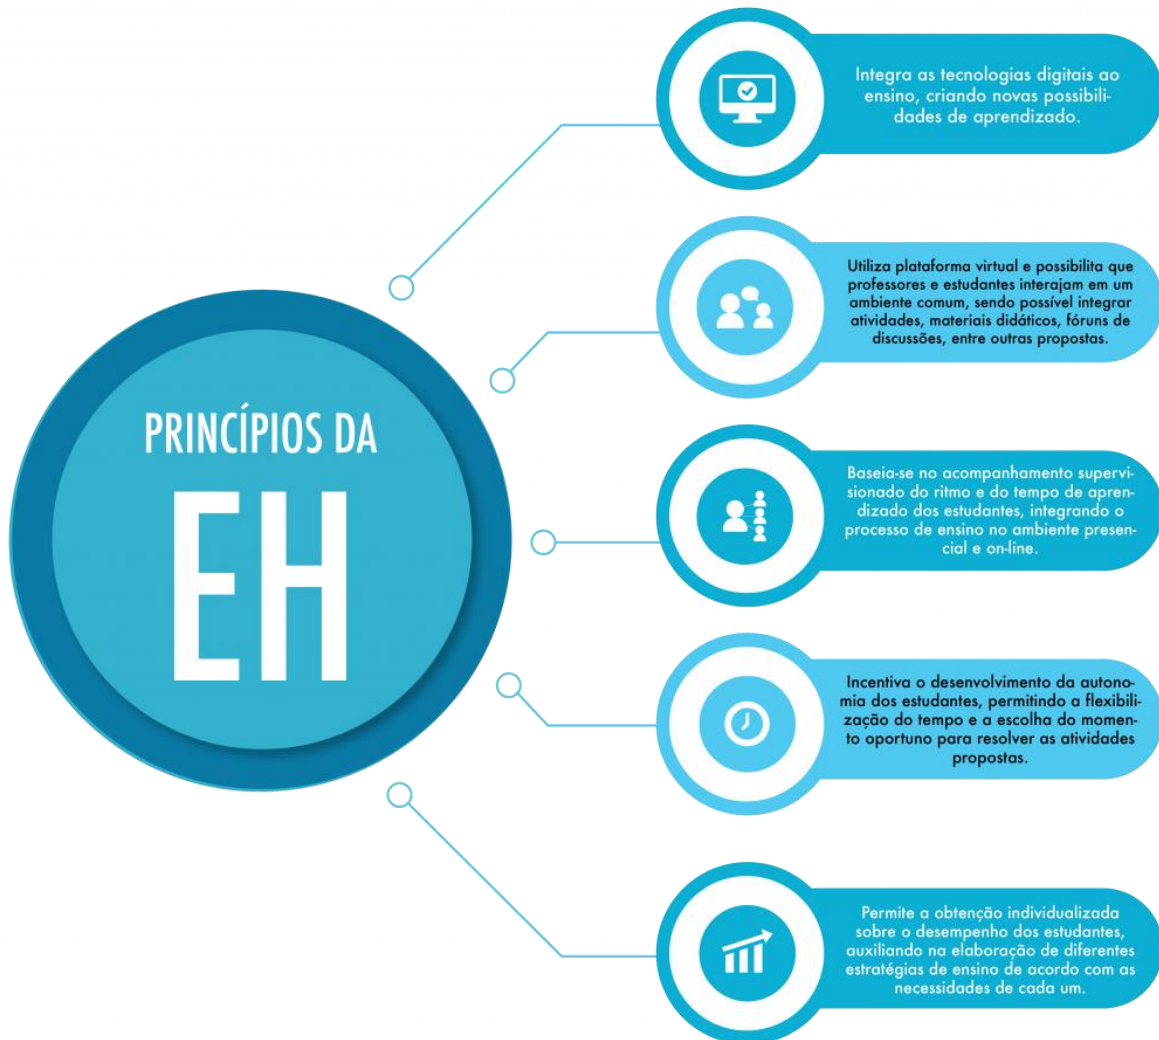 PRINCÍPIOS DA
EH
Integra as tecnologias digitais ao
ensino, criando novas possibili-
dades de aprendizado.
Utiliza plataforma virtual e possibilita que
professores e estudantes interajam em um
ambiente comum, sendo possível integrar
atividades, materiais didáticos, fóruns de
discussões, entre outras propostas.
Baseia-se no acompanhamento supervi-
sionado do ritmo e do tempo de apren-
dizado dos estudantes, integrando o
processo de ensino no ambiente presen-
cial e on-line.
Incentiva o desenvolvimento da autono-
mia dos estudantes, permitindo a flexibili-
zação do tempo e a escolha do momen-
to oportuno para resolver as atividades
propostas.
Permite a obtenção individualizada
sobre o desempenho dos estudantes,
auxiliando na elaboração de diferentes
estratégias de ensino de acordo com as
necessidades de cada um.